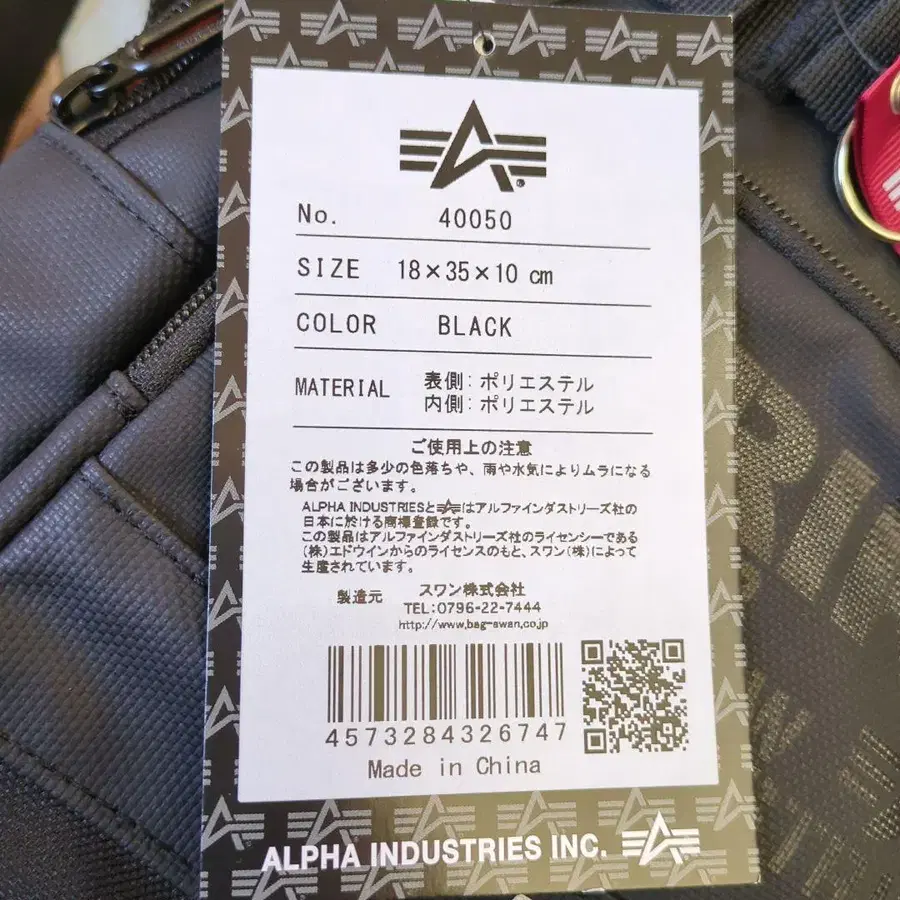 No. 40050
SIZE 18×35×10 cm
COLOR BLACK
MATERIAL 表側:ポリエステル
内側:ポリエステル
ご使用上の注意
この製品は多少の色落ちや、雨や水気によりムラになる
場合がございます。
ALPHA INDUSTRIESとはアルファインダストリーズ社の
日本に於ける商標登録です。
この製品はアルファインダストリーズ社のライセンシーである
(株)エドウインからのライセンスのもと、スワン(株)によって
生産されています。
製造元 スワン株式会社
TEL:0796-22-7444
http://www.bag-swan.co.jp
4573284326747
Made in China
ALPHA INDUSTRIES INC.